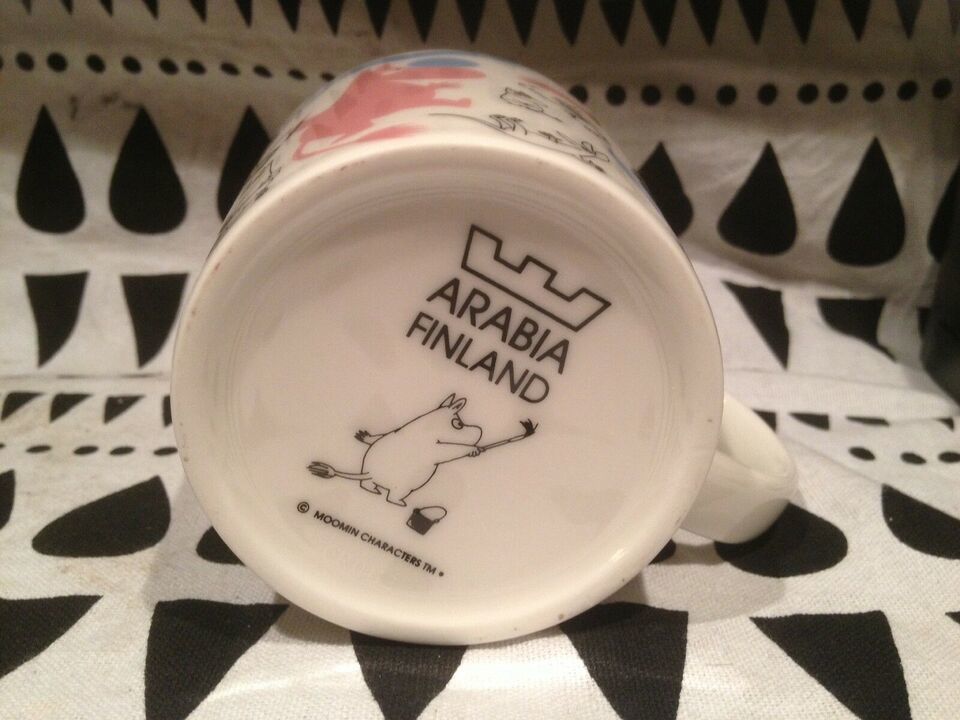 ARABIA
FINLAND
© MOOMIN CHARACTERS TM